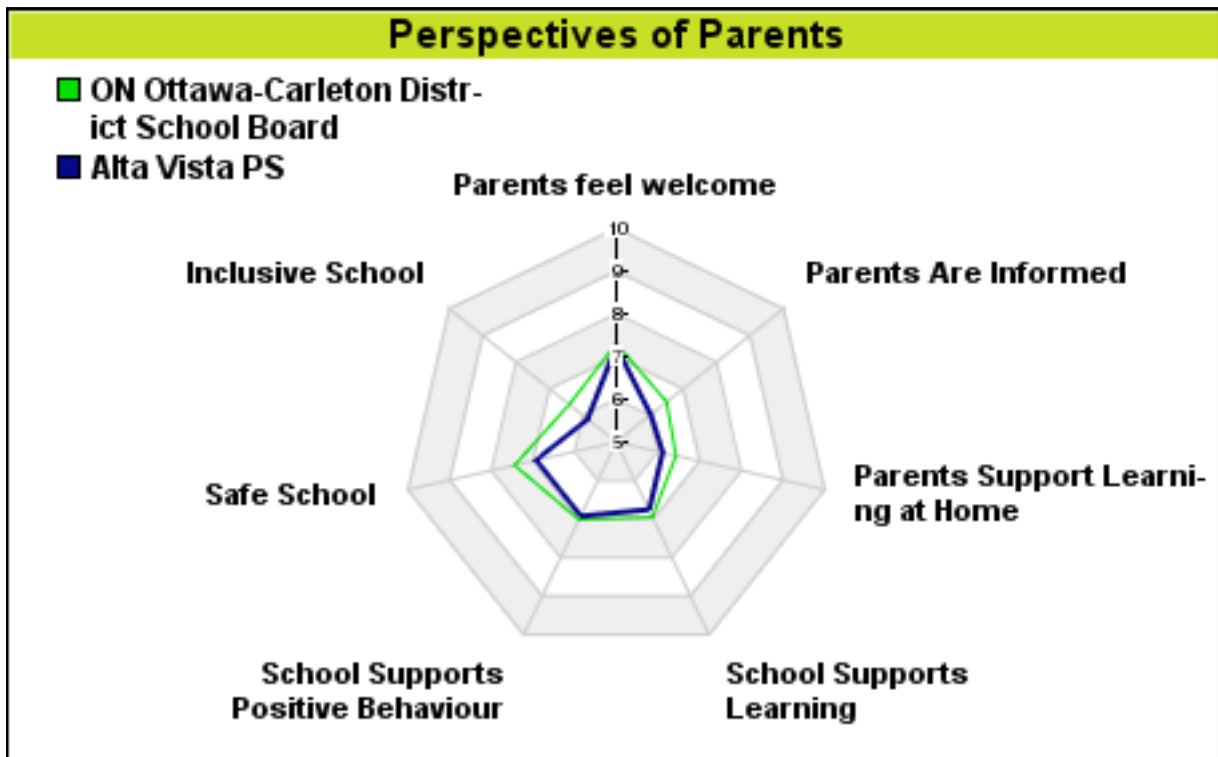 Perspectives of Parents
ON Ottawa-Carleton Distr-
ict School Board
Alta Vista PS
Parents feel welcome
Inclusive School
Parents Are Informed
10
9
8
7
6
5
Safe School
Parents Support Learni-
ng at Home
School Supports
Positive Behaviour
School Supports
Learning